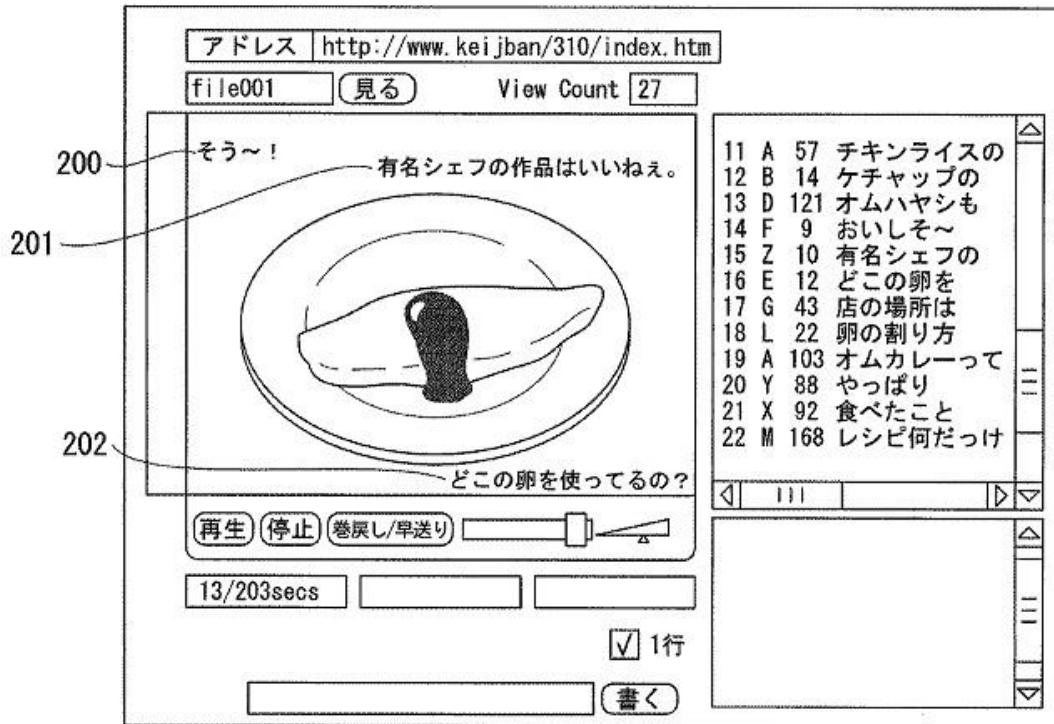 アドレス http://www.keijban/310/index.htm
file001 見る View Count 27
200
そう～！
有名シェフの作品はいいねぇ。
201
202
どこの卵を使ってるの？
再生 停止 巻戻し/早送り
13/203secs
√ 1行
書く
11 A 57 チキンライスの
12 B 14 ケチャップの
13 D 121 オムハヤシも
14 F 9 おいしそ～
15 Z 10 有名シェフの
16 E 12 どこの卵を
17 G 43 店の場所は
18 L 22 卵の割り方
19 A 103 オムカレーって
20 Y 88 やっぱり
21 X 92 食べたこと
22 M 168 レシピ何だっけ